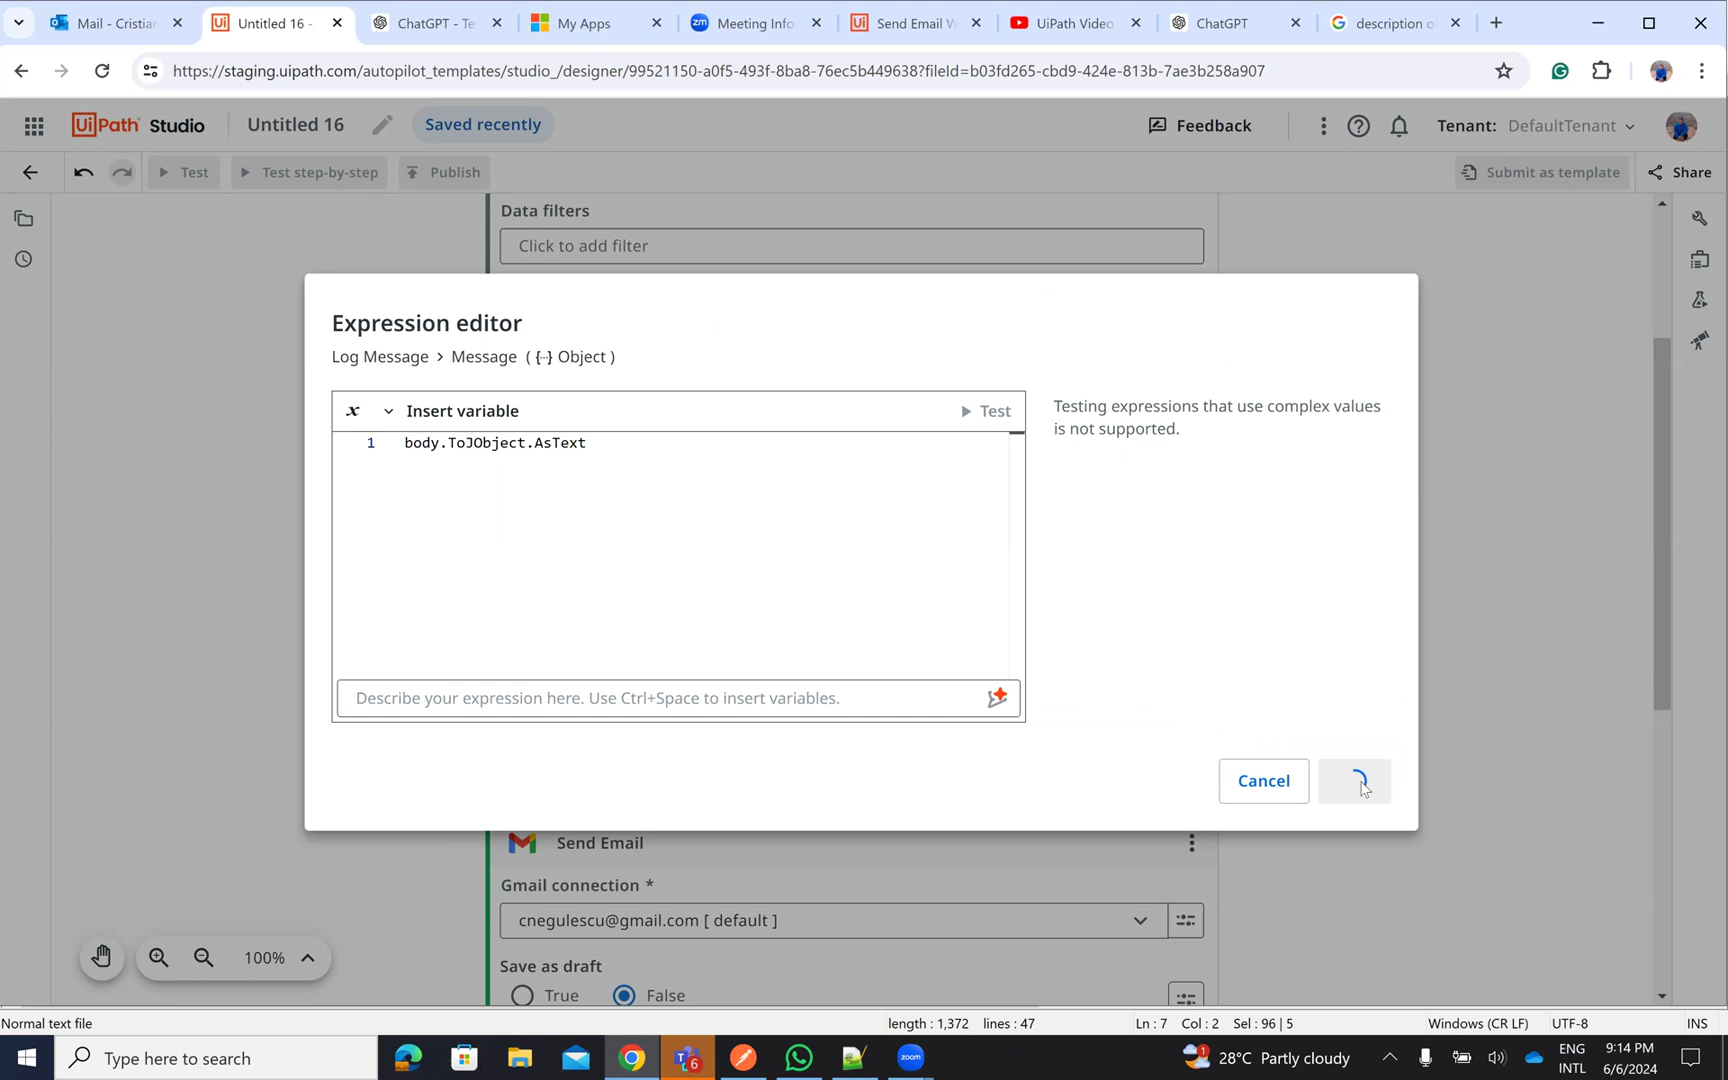 Mail - Cristian
Untitled 16 -
ChatGPT - Te
My Apps
Meeting Info
Send Email W
UiPath Video
ChatGPT
description o
https://staging.uipath.com/autopilot_templates/studio_/designer/99521150-a0f5-493f-8ba8-76ec5b449638?fileId=b03fd265-cbd9-424e-813b-7ae3b258a907
UiPath Studio
Untitled 16
Saved recently
Feedback
Tenant: DefaultTenant
Test
Test step-by-step
Publish
Submit as template
Share
Data filters
Click to add filter
Expression editor
Log Message > Message ( {··} Object )
x Insert variable
Test
1 body.ToJObject.AsText
Testing expressions that use complex values
is not supported.
Describe your expression here. Use Ctrl+Space to insert variables.
Cancel
Send Email
Gmail connection *
cnegulescu@gmail.com [ default ]
Save as draft
True
False
100%
Normal text file
length : 1,372 lines : 47
Ln : 7 Col : 2 Sel : 96 | 5
Windows (CR LF)
UTF-8
INS
Type here to search
6
zoom
1
28°C Partly cloudy
ENG
INTL
9:14 PM
6/6/2024